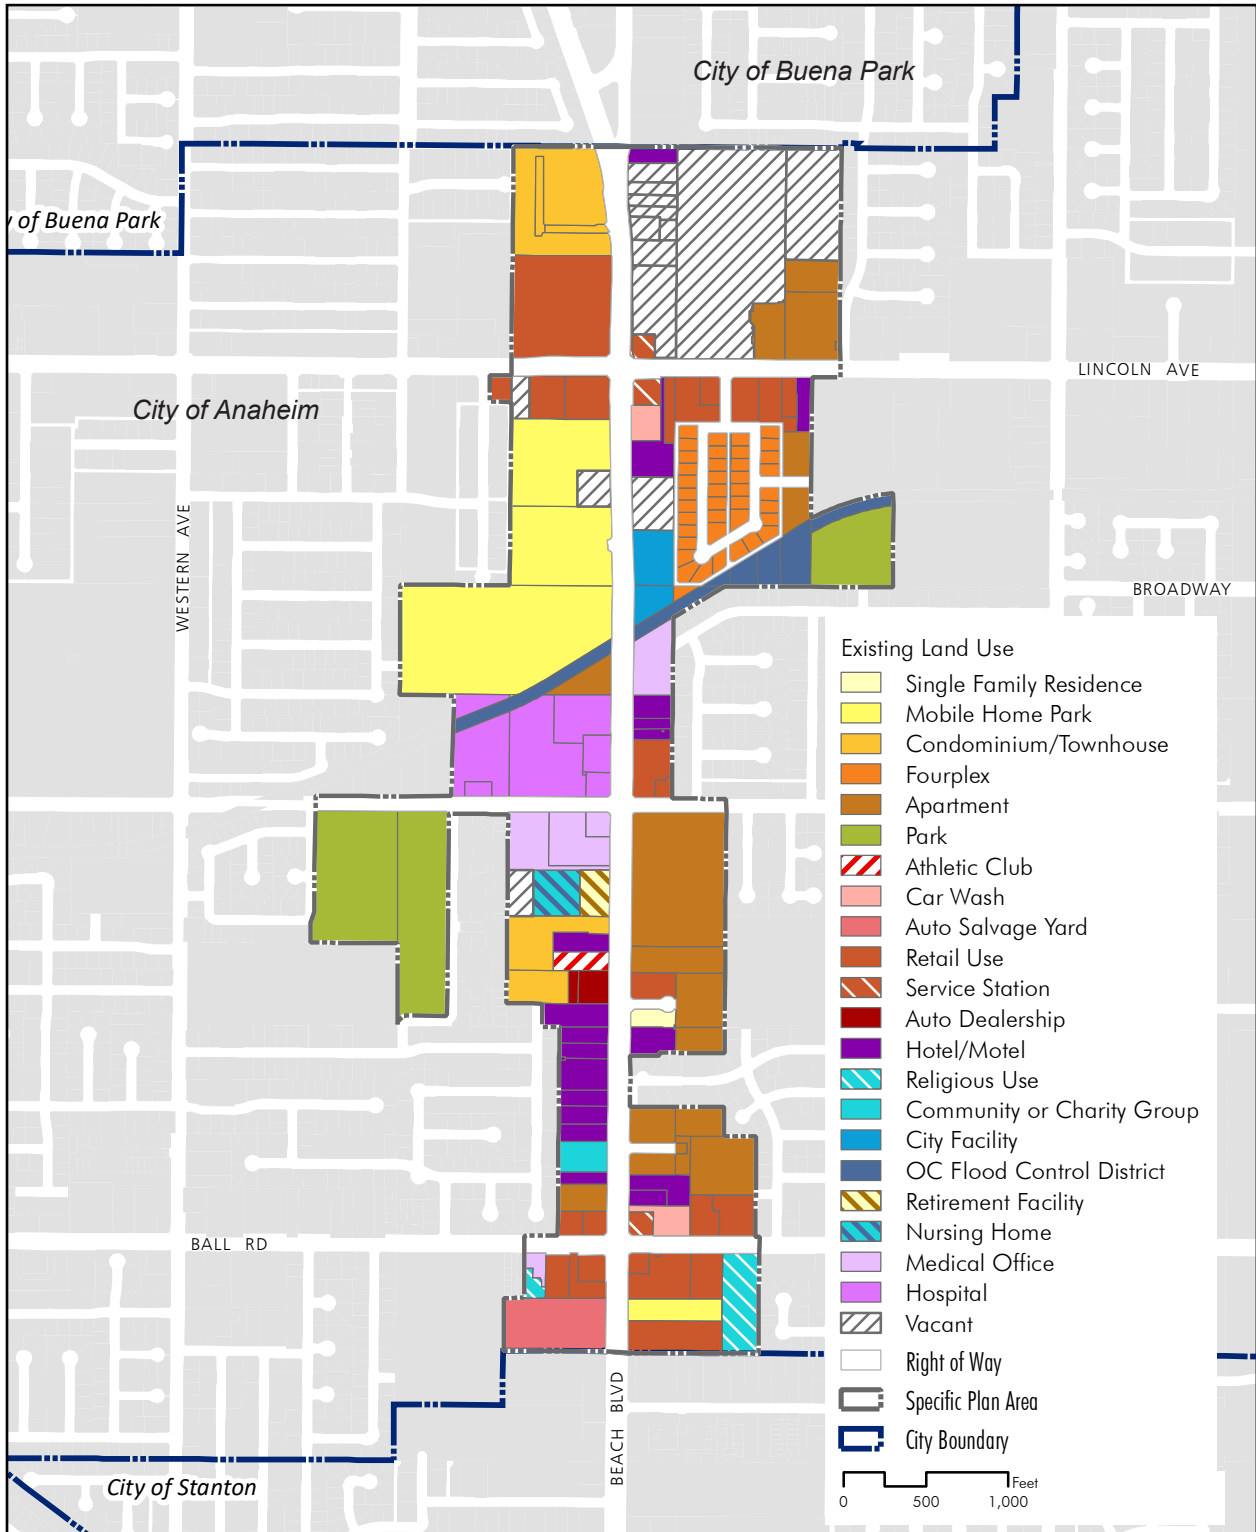 City of Buena Park
y of Buena Park
LINCOLN AVE
City of Anaheim
WESTERN AVE
BROADWAY
Existing Land Use
Single Family Residence
Mobile Home Park
Condominium/Townhouse
Fourplex
Apartment
Park
Athletic Club
Car Wash
Auto Salvage Yard
Retail Use
Service Station
Auto Dealership
Hotel/Motel
Religious Use
Community or Charity Group
City Facility
OC Flood Control District
Retirement Facility
Nursing Home
Medical Office
Hospital
Vacant
Right of Way
Specific Plan Area
City Boundary
Feet
0 500 1,000
BALL RD
BEACH BLVD
City of Stanton